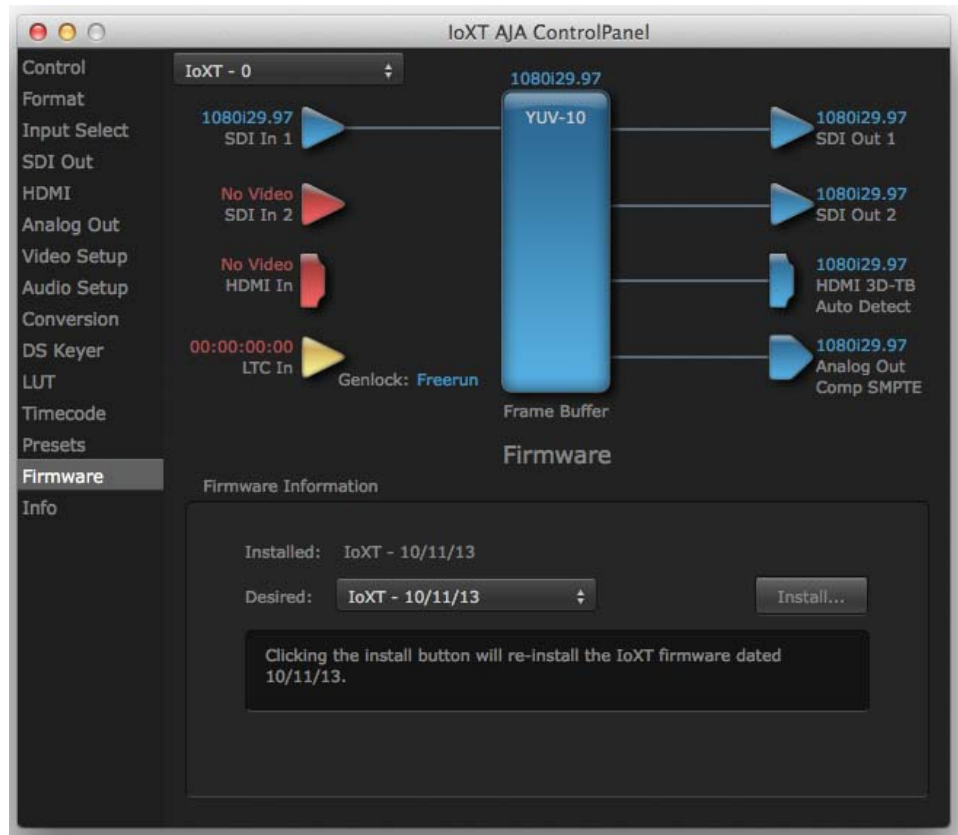 IoXT AJA ControlPanel
Control
Format
Input Select
SDI Out
HDMI
Analog Out
Video Setup
Audio Setup
Conversion
DS Keyer
LUT
Timecode
Presets
Firmware
Info
IoXT - 0
1080i29.97
YUV-10
Frame Buffer
1080i29.97
SDI In 1
No Video
SDI In 2
No Video
HDMI In
00:00:00:00
LTC In
Genlock: Freerun
1080i29.97
SDI Out 1
1080i29.97
SDI Out 2
1080i29.97
HDMI 3D-TB
Auto Detect
1080i29.97
Analog Out
Comp SMPTE
Firmware
Firmware Information
Installed: IoXT - 10/11/13
Desired: IoXT - 10/11/13
Install...
Clicking the install button will re-install the IoXT firmware dated
10/11/13.